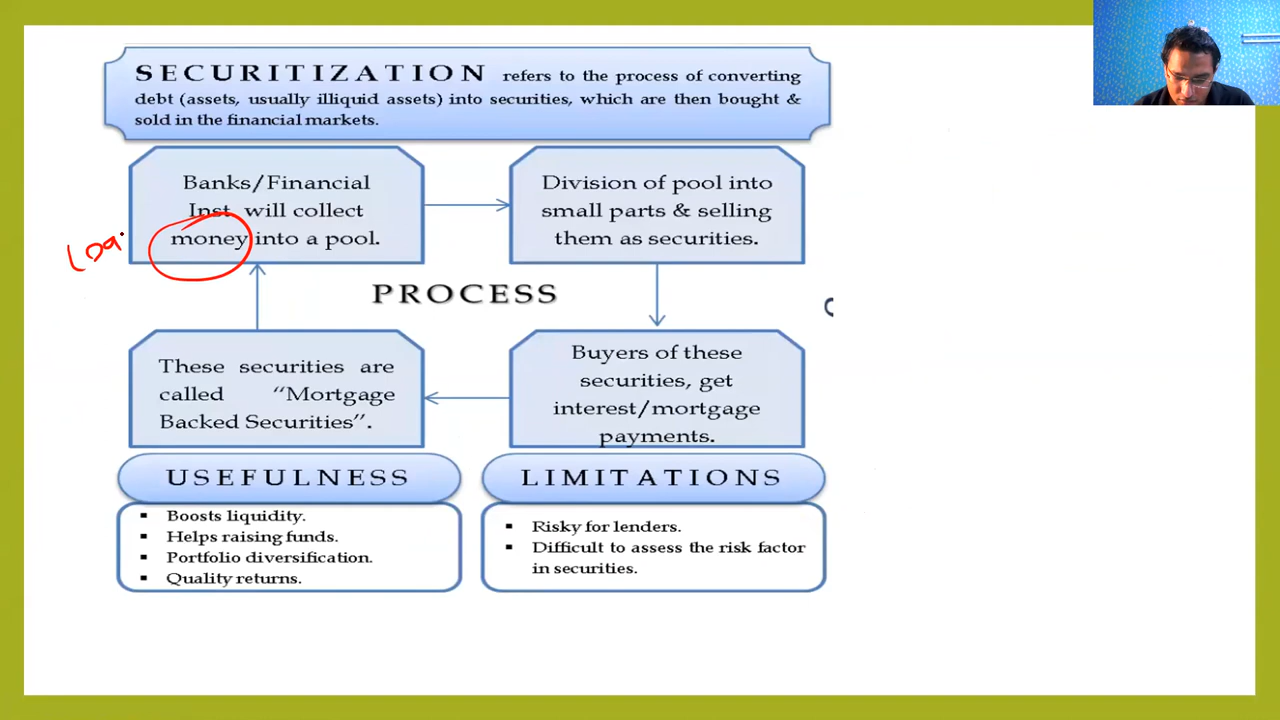 SECURITIZATION refers to the process of converting
debt (assets, usually illiquid assets) into securities, which are then bought &
sold in the financial markets.
Banks/Financial
Inst. will collect
money into a pool.
Division of pool into
small parts & selling
them as securities.
loa
PROCESS
These securities are
called “Mortgage
Backed Securities”.
Buyers of these
securities, get
interest/mortgage
payments.
USEFULNESS
▪ Boosts liquidity.
▪ Helps raising funds.
▪ Portfolio diversification.
▪ Quality returns.
LIMITATIONS
▪ Risky for lenders.
▪ Difficult to assess the risk factor
in securities.